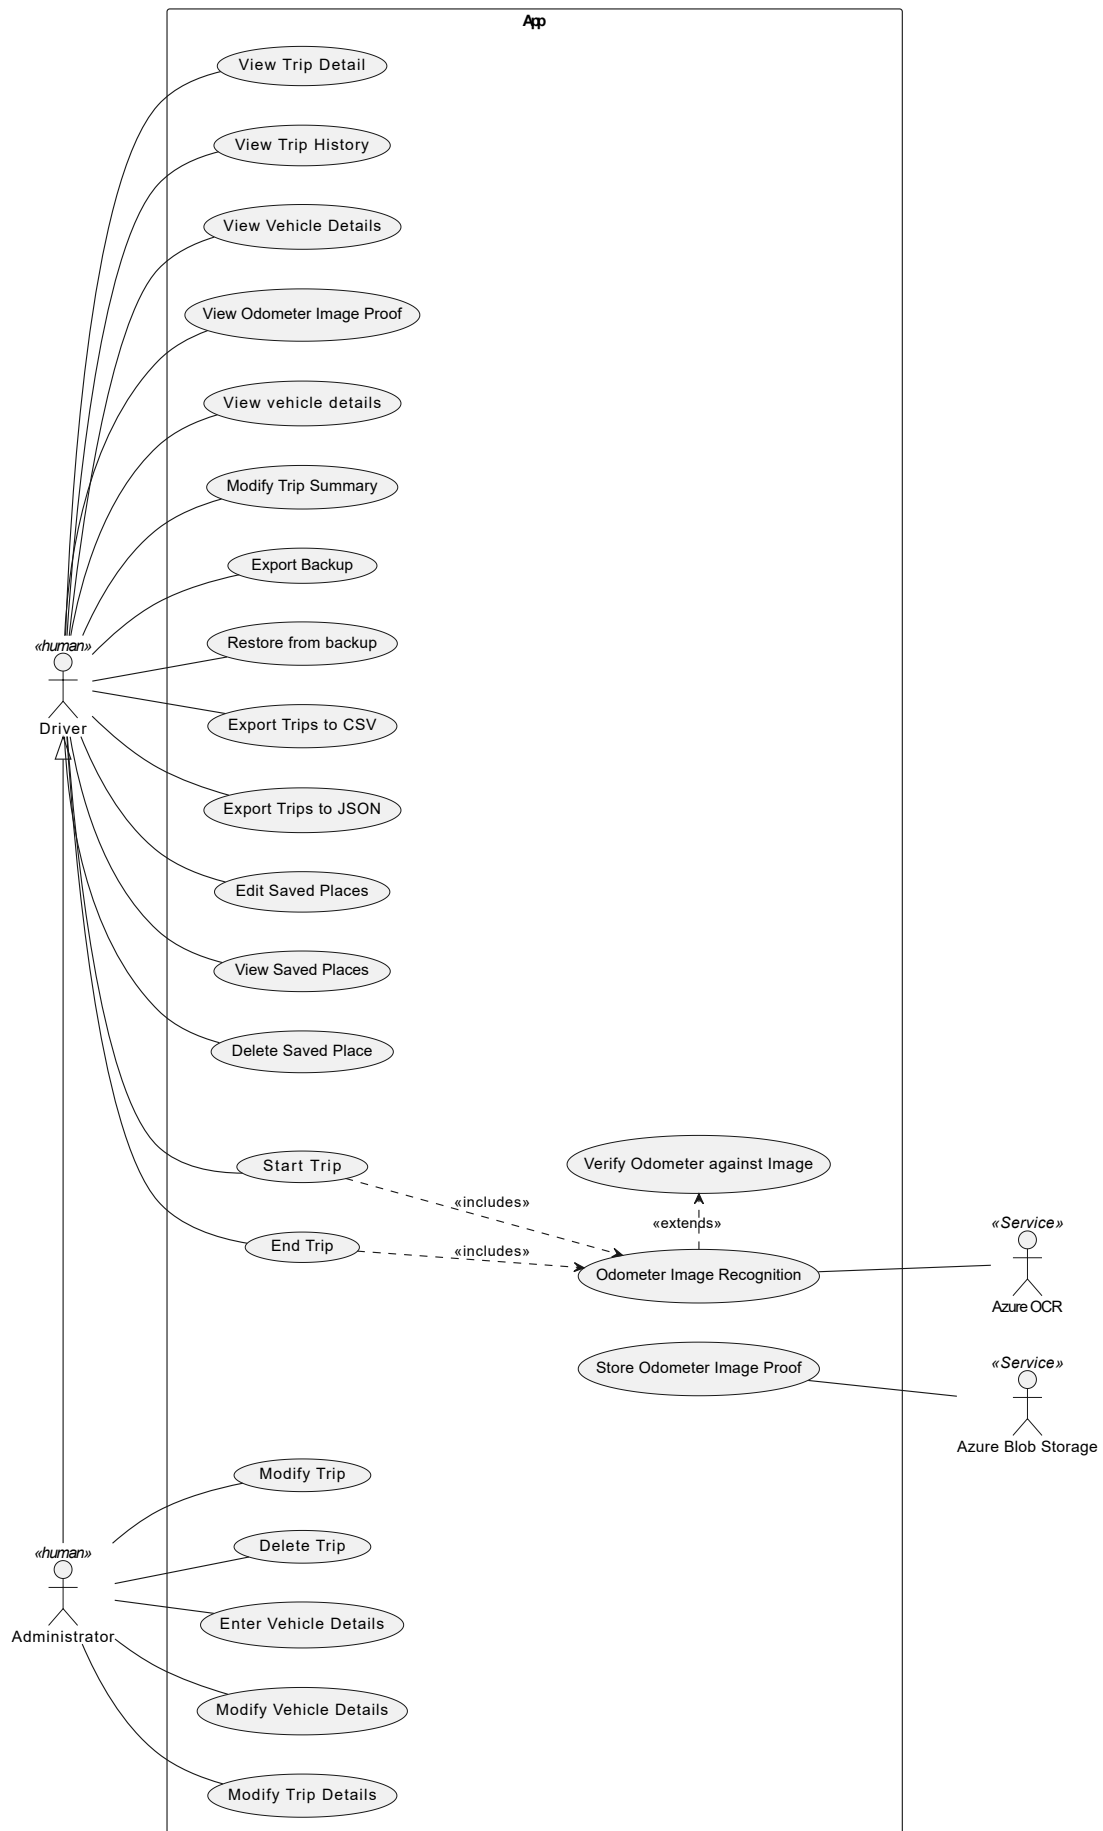 App
View Trip Detail
View Trip History
View Vehicle Details
View Odometer Image Proof
View vehicle details
Modify Trip Summary
Export Backup
Restore from backup
«human»
Driver
Export Trips to CSV
Export Trips to JSON
Edit Saved Places
View Saved Places
Delete Saved Place
Start Trip
«includes»
Verify Odometer against Image
«extends»
End Trip
«includes»
Odometer Image Recognition
«Service»
Azure OCR
Store Odometer Image Proof
«Service»
Azure Blob Storage
Modify Trip
«human»
Administrator
Delete Trip
Enter Vehicle Details
Modify Vehicle Details
Modify Trip Details